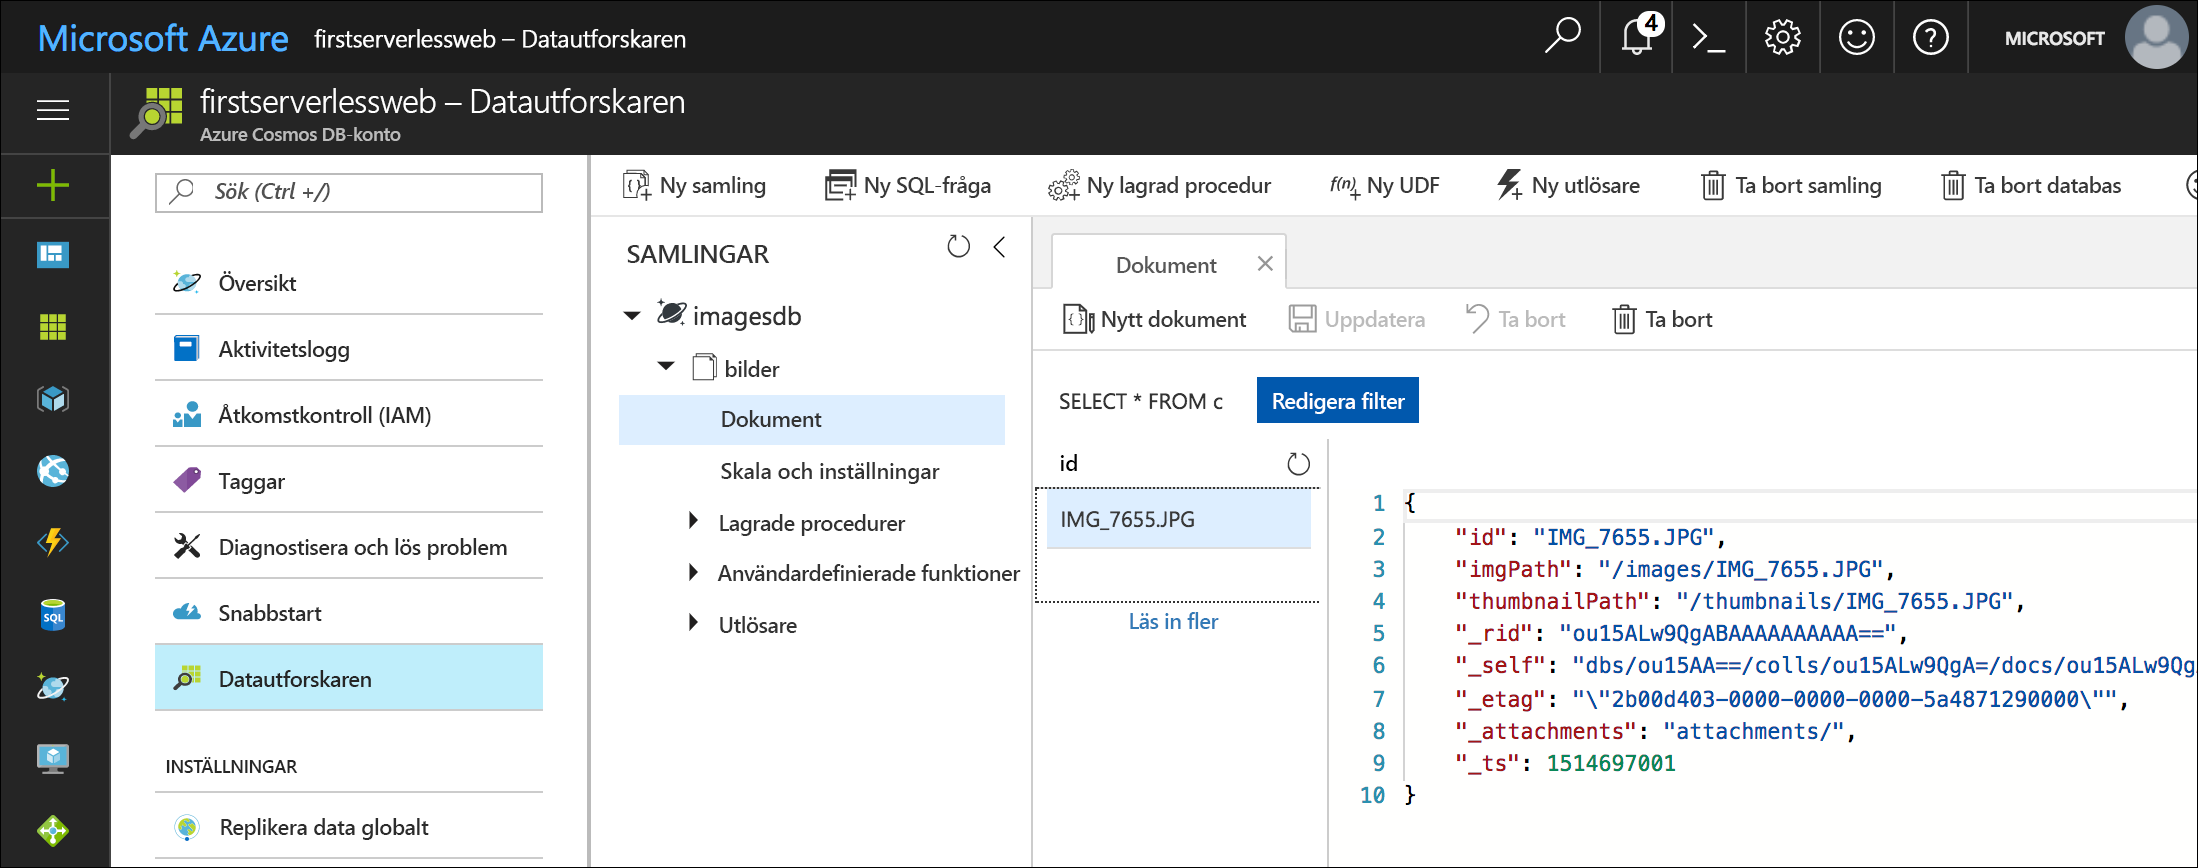 Microsoft Azure firstserverlessweb – Datautforskaren
4
MICROSOFT
firstserverlessweb – Datautforskaren
Azure Cosmos DB-konto
Sök (Ctrl +/)
Översikt
Aktivitetslogg
Åtkomstkontroll (IAM)
Taggar
Diagnostisera och lös problem
Snabbstart
Datautforskaren
INSTÄLLNINGAR
Replikera data globalt
SQL
Ny samling
Ny SQL-fråga
Ny lagrad procedur
f(n) Ny UDF
Ny utlösare
Ta bort samling
Ta bort databas
SAMLINGAR
imagesdb
bilder
Dokument
Skala och inställningar
Lagrade procedurer
Användardefinierade funktioner
Utlösare
Dokument
Nytt dokument
Uppdatera
Ta bort
Ta bort
SELECT * FROM c
Redigera filter
id
IMG_7655.JPG
Läs in fler
1 {
2 "id": "IMG_7655.JPG",
3 "imgPath": "/images/IMG_7655.JPG",
4 "thumbnailPath": "/thumbnails/IMG_7655.JPG",
5 "_rid": "ou15ALw9QgABAAAAAAAAAA==",
6 "_self": "dbs/ou15AA==/colls/ou15ALw9QgA=/docs/ou15ALw9Qg
7 "_etag": "\"2b00d403-0000-0000-0000-5a4871290000\"",
8 "_attachments": "attachments/",
9 "_ts": 1514697001
10 }